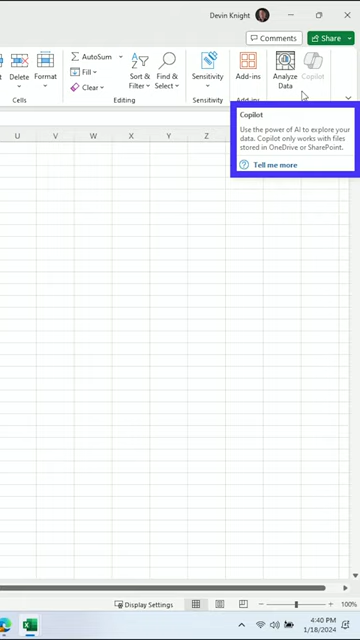 Devin Knight
Comments
Share
Delete
Format
AutoSum
Fill
Clear
Sort &
Filter
Find &
Select
Sensitivity
Add-ins
Analyze
Data
Copilot
Cells
Editing
Sensitivity
Add-ins
Copilot
Use the power of AI to explore your
data. Copilot only works with files
stored in OneDrive or SharePoint.
Tell me more
U V W X Y Z
Display Settings
100%
4:40 PM
1/18/2024